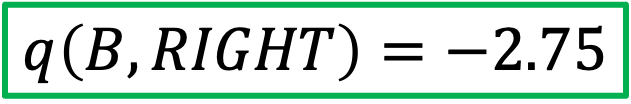 q(B, RIGHT) = −2.75